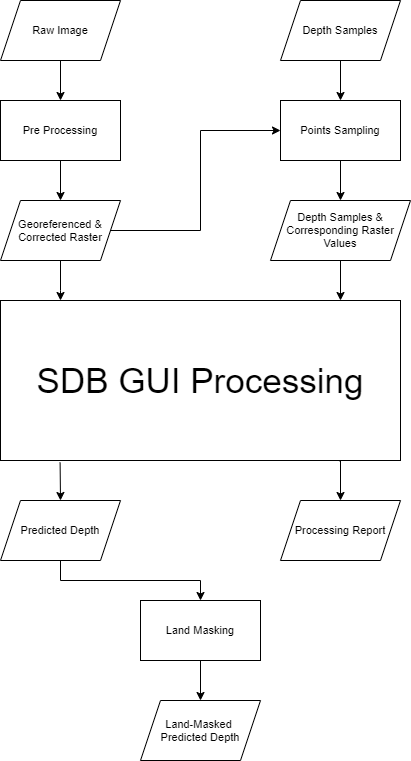 Raw Image
Depth Samples
Pre Processing
Points Sampling
Georeferenced &
Corrected Raster
Depth Samples &
Corresponding Raster
Values
SDB GUI Processing
Predicted Depth
Processing Report
Land Masking
Land-Masked
Predicted Depth